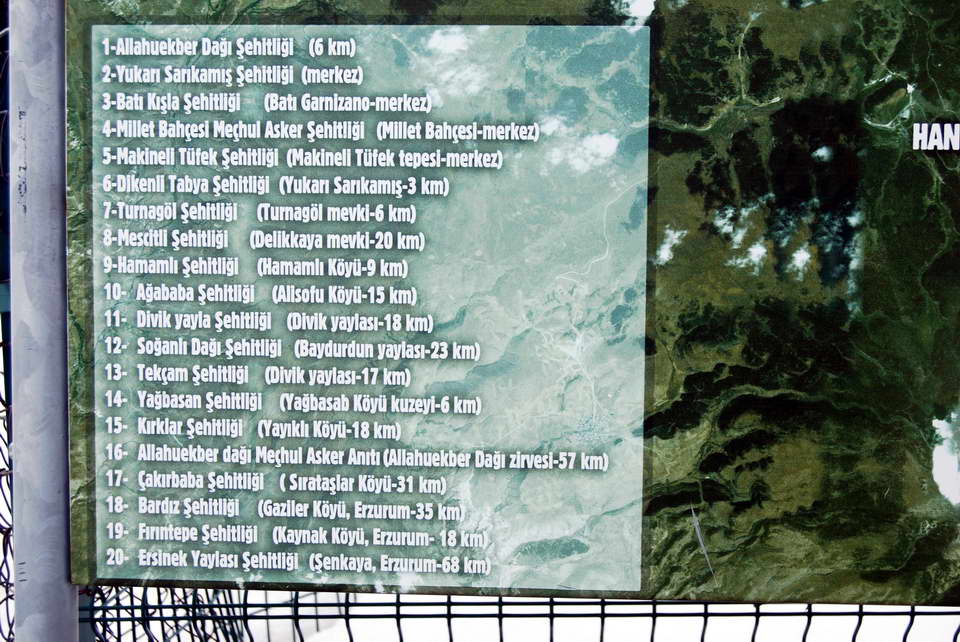 1-Allahuekber Dağı Şehitliği (6 km)
2-Yukarı Sarıkamış Şehitliği (merkez)
3-Batı Kışla Şehitliği (Batı Garnizano-merkez)
4-Millet Bahçesi Meçhul Asker Şehitliği (Millet Bahçesi-merkez)
5-Makineli Tüfek Şehitliği (Makineli Tüfek tepesi-merkez)
6-Dikenli Tabya Şehitliği (Yukarı Sarıkamış-3 km)
7-Turnagöl Şehitliği (Turnagöl mevki-6 km)
8-Mescitli Şehitliği (Delikkaya mevki-20 km)
9-Hamamlı Şehitliği (Hamamlı Köyü-9 km)
10- Ağababa Şehitliği (Alisofu Köyü-15 km)
11- Divik yayla Şehitliği (Divik yaylası-18 km)
12- Soğanlı Dağı Şehitliği (Baydurdun yaylası-23 km)
13- Tekçam Şehitliği (Divik yaylası-17 km)
14- Yağbasan Şehitliği (Yağbasab Köyü kuzeyi-6 km)
15- Kırklar Şehitliği (Yayıklı Köyü-18 km)
16- Allahuekber dağı Meçhul Asker Anıtı (Allahuekber Dağı zirvesi-57 km)
17- Çakırbaba Şehitliği ( Sırataşlar Köyü-31 km)
18- Bardız Şehitliği (Gaziler Köyü, Erzurum-35 km)
19- Fırıntepe Şehitliği (Kaynak Köyü, Erzurum- 18 km)
20- Ersinek Yaylası Şehitliği (Şenkaya, Erzurum-68 km)
HAN